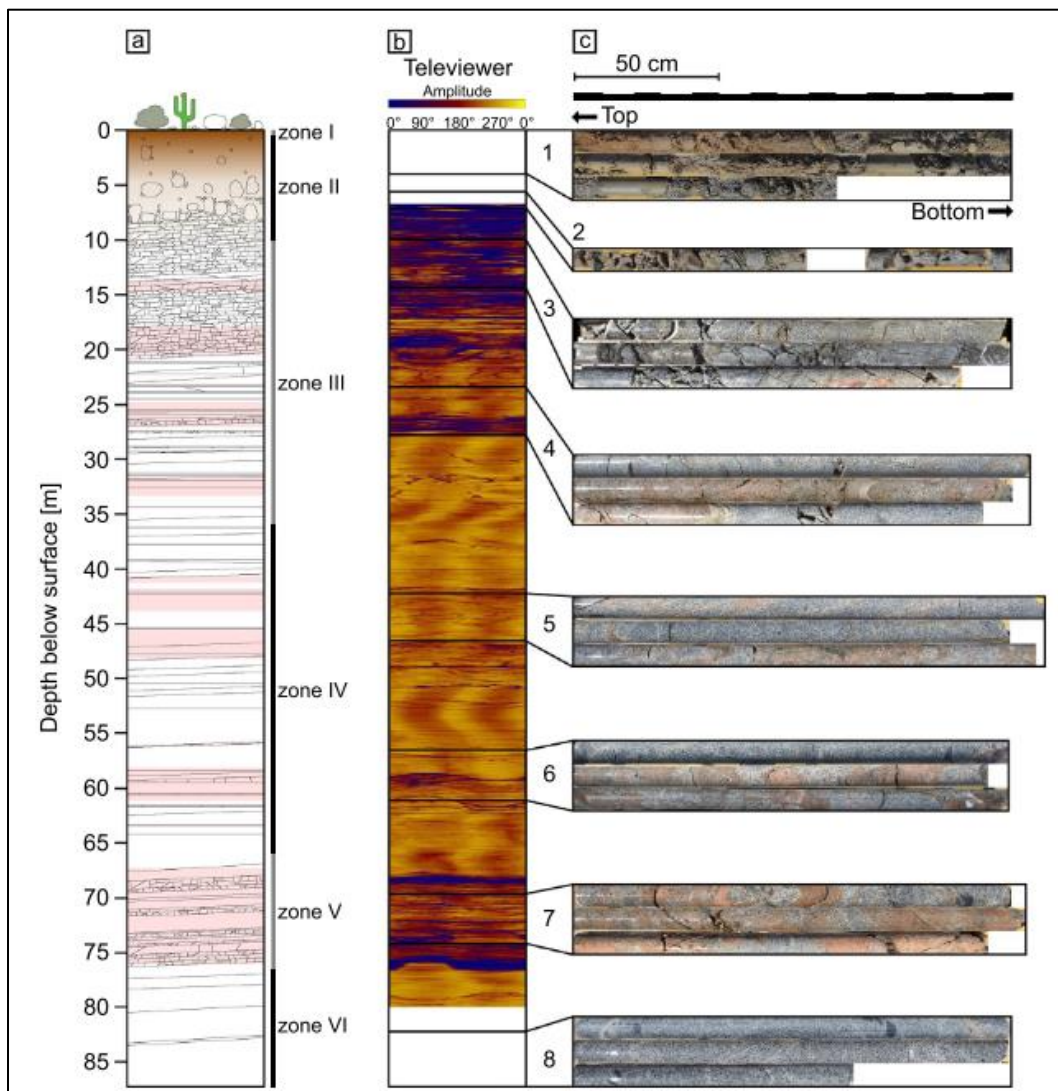 a
b
c
Televiewer
Amplitude
0° 90° 180° 270° 0°
50 cm
Top
Bottom
Depth below surface [m]
0
5
10
15
20
25
30
35
40
45
50
55
60
65
70
75
80
85
zone I
zone II
zone III
zone IV
zone V
zone VI
1
2
3
4
5
6
7
8